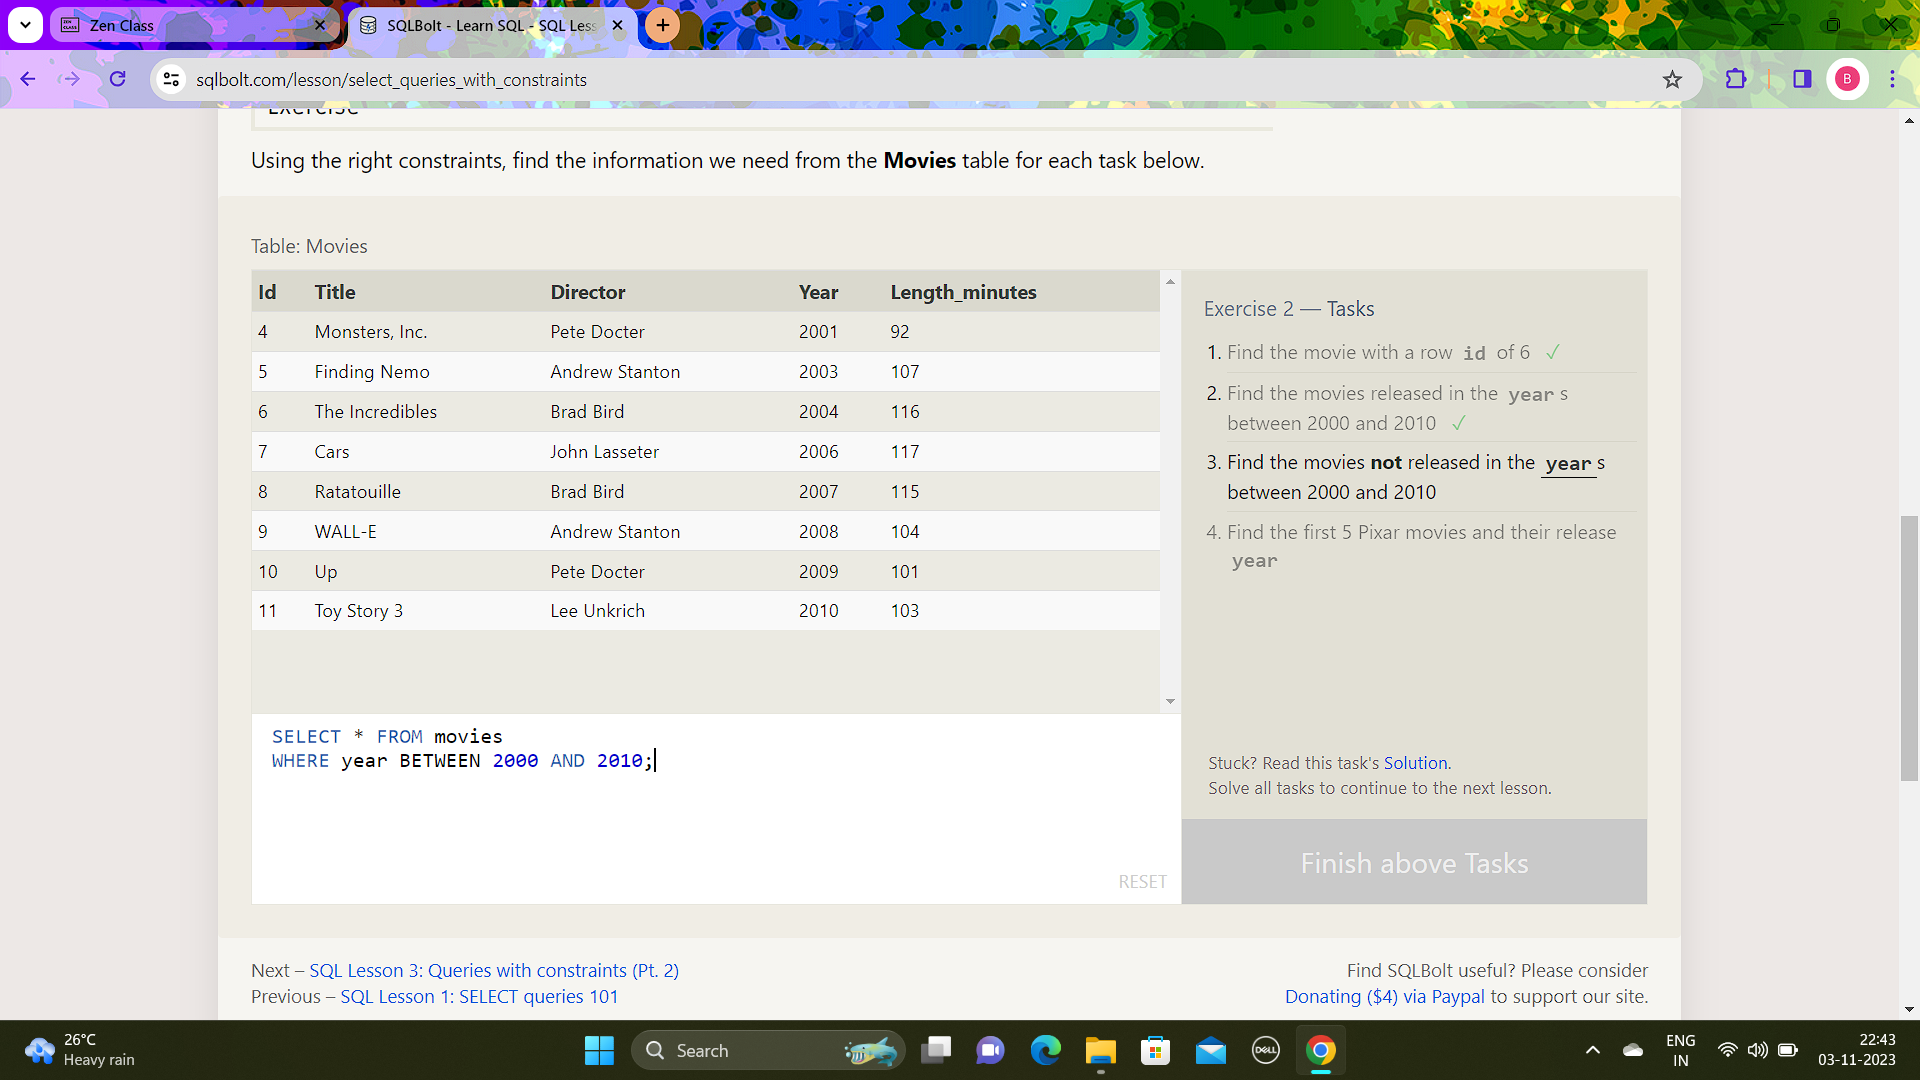 Zen Class
SQLBolt - Learn SQL - SQL Less
sqlbolt.com/lesson/select_queries_with_constraints
B
Exercise
Using the right constraints, find the information we need from the Movies table for each task below.
Table: Movies
Id Title Director Year Length_minutes
4 Monsters, Inc. Pete Docter 2001 92
5 Finding Nemo Andrew Stanton 2003 107
6 The Incredibles Brad Bird 2004 116
7 Cars John Lasseter 2006 117
8 Ratatouille Brad Bird 2007 115
9 WALL-E Andrew Stanton 2008 104
10 Up Pete Docter 2009 101
11 Toy Story 3 Lee Unkrich 2010 103
SELECT * FROM movies
WHERE year BETWEEN 2000 AND 2010;
RESET
Exercise 2 — Tasks
1. Find the movie with a row id of 6 ✓
2. Find the movies released in the year s
between 2000 and 2010 ✓
3. Find the movies not released in the year s
between 2000 and 2010
4. Find the first 5 Pixar movies and their release
year
Stuck? Read this task's Solution.
Solve all tasks to continue to the next lesson.
Finish above Tasks
Next – SQL Lesson 3: Queries with constraints (Pt. 2)
Previous – SQL Lesson 1: SELECT queries 101
Find SQLBolt useful? Please consider
Donating ($4) via Paypal to support our site.
26°C
Heavy rain
Search
DELL
ENG
IN
22:43
03-11-2023